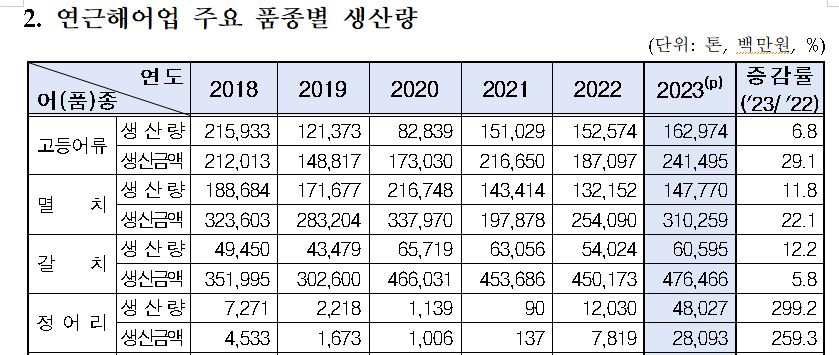 2. 연근해어업 주요 품종별 생산량
(단위: 톤, 백만원, %)
어(품)종 연도 2018 2019 2020 2021 2022 2023(p) 증감률 ('23/ '22)
고등어류 생 산 량 215,933 121,373 82,839 151,029 152,574 162,974 6.8
생산금액 212,013 148,817 173,030 216,650 187,097 241,495 29.1
멸 치 생 산 량 188,684 171,677 216,748 143,414 132,152 147,770 11.8
생산금액 323,603 283,204 337,970 197,878 254,090 310,259 22.1
갈 치 생 산 량 49,450 43,479 65,719 63,056 54,024 60,595 12.2
생산금액 351,995 302,600 466,031 453,686 450,173 476,466 5.8
정 어 리 생 산 량 7,271 2,218 1,139 90 12,030 48,027 299.2
생산금액 4,533 1,673 1,006 137 7,819 28,093 259.3